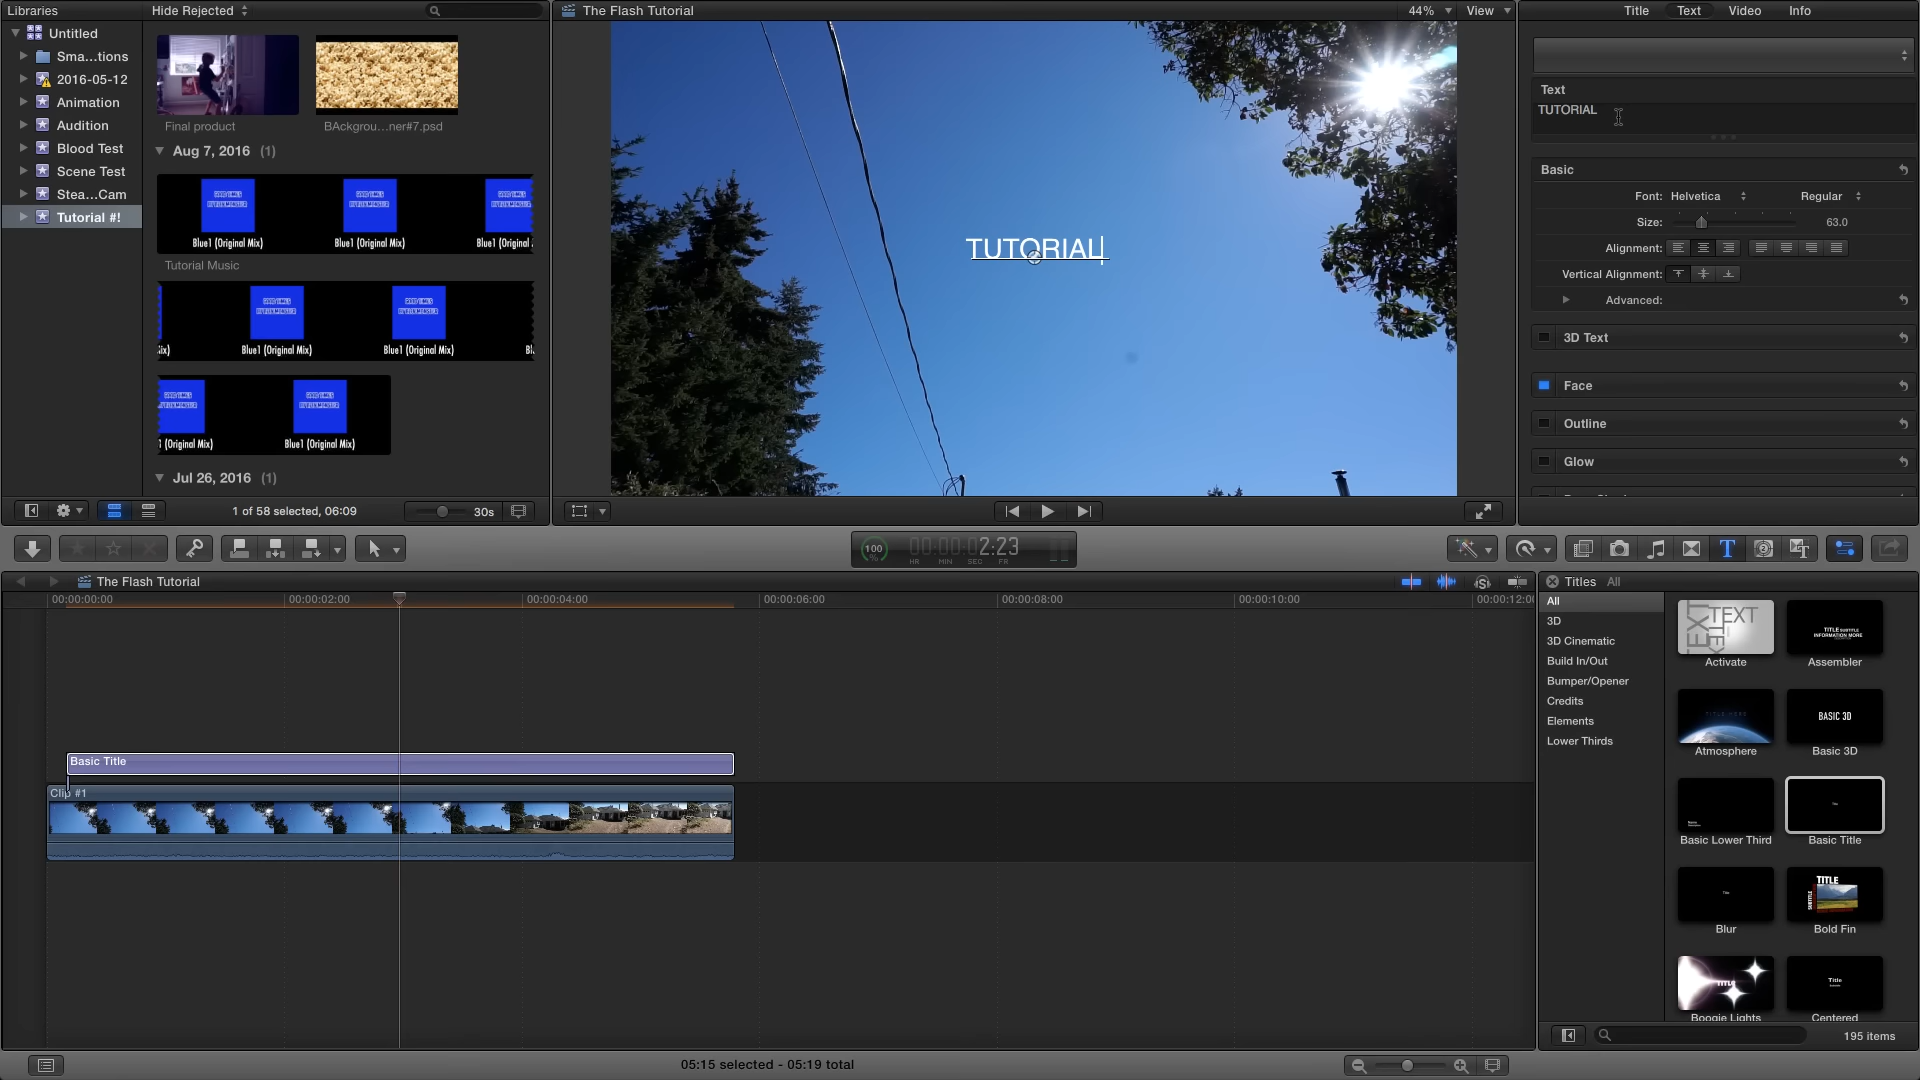 Libraries
Hide Rejected
The Flash Tutorial
44%
View
Title
Text
Video
Info
Untitled
Sma...tions
2016-05-12
Animation
Audition
Blood Test
Scene Test
Stea...Cam
Tutorial #!
Final product
BAckgrou...ner#7.psd
Aug 7, 2016 (1)
Blue1 (Original Mix)
Blue1 (Original Mix)
Blue1 (Original
Tutorial Music
Blue1 (Original Mix)
Blue1 (Original Mix)
(Original Mix)
Blue1 (Original Mix)
Jul 26, 2016 (1)
1 of 58 selected, 06:09
30s
TUTORIAL
Text
TUTORIAL
Basic
Font: Helvetica
Regular
Size:
63.0
Alignment:
Vertical Alignment:
Advanced:
3D Text
Face
Outline
Glow
100
%
00:00:02:23
HR MIN SEC FR
The Flash Tutorial
00:00:00:00
00:00:02:00
00:00:04:00
00:00:06:00
00:00:08:00
00:00:10:00
00:00:12:00
Basic Title
Clip #1
Titles All
All
3D
3D Cinematic
Build In/Out
Bumper/Opener
Credits
Elements
Lower Thirds
TEXT
Activate
TITLE SUBTITLE
INFORMATION MORE
Assembler
TITLE HERE
Atmosphere
BASIC 3D
Basic 3D
Basic Lower Third
Title
Basic Title
Title
Blur
TITLE
SUBTITLE
Bold Fin
TITLE
Boogie Lights
Title
Centered
195 items
05:15 selected - 05:19 total